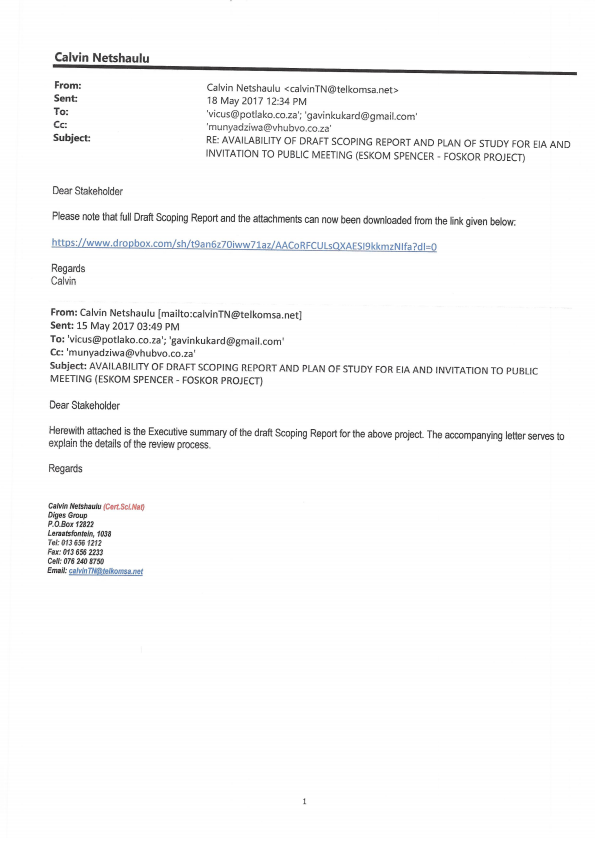 Calvin Netshaulu
From: Calvin Netshaulu <calvinTN@telkomsa.net>
Sent: 18 May 2017 12:34 PM
To: 'vicus@potlako.co.za'; 'gavinkukard@gmail.com'
Cc: 'munyadziwa@vhubvo.co.za'
Subject: RE: AVAILABILITY OF DRAFT SCOPING REPORT AND PLAN OF STUDY FOR EIA AND
INVITATION TO PUBLIC MEETING (ESKOM SPENCER - FOSKOR PROJECT)
Dear Stakeholder
Please note that full Draft Scoping Report and the attachments can now been downloaded from the link given below:
https://www.dropbox.com/sh/t9an6z70iww71az/AACoRFCULsQXAESI9kkmzNIfa?dl=0
Regards
Calvin
From: Calvin Netshaulu [mailto:calvinTN@telkomsa.net]
Sent: 15 May 2017 03:49 PM
To: 'vicus@potlako.co.za'; 'gavinkukard@gmail.com'
Cc: 'munyadziwa@vhubvo.co.za'
Subject: AVAILABILITY OF DRAFT SCOPING REPORT AND PLAN OF STUDY FOR EIA AND INVITATION TO PUBLIC
MEETING (ESKOM SPENCER - FOSKOR PROJECT)
Dear Stakeholder
Herewith attached is the Executive summary of the draft Scoping Report for the above project. The accompanying letter serves to
explain the details of the review process.
Regards
Calvin Netshaulu (Cert.Sci.Nat)
Diges Group
P.O.Box 12822
Leraatsfontein, 1038
Tel: 013 656 1212
Fax: 013 656 2233
Cell: 076 240 8750
Email: calvinTN@telkomsa.net
1